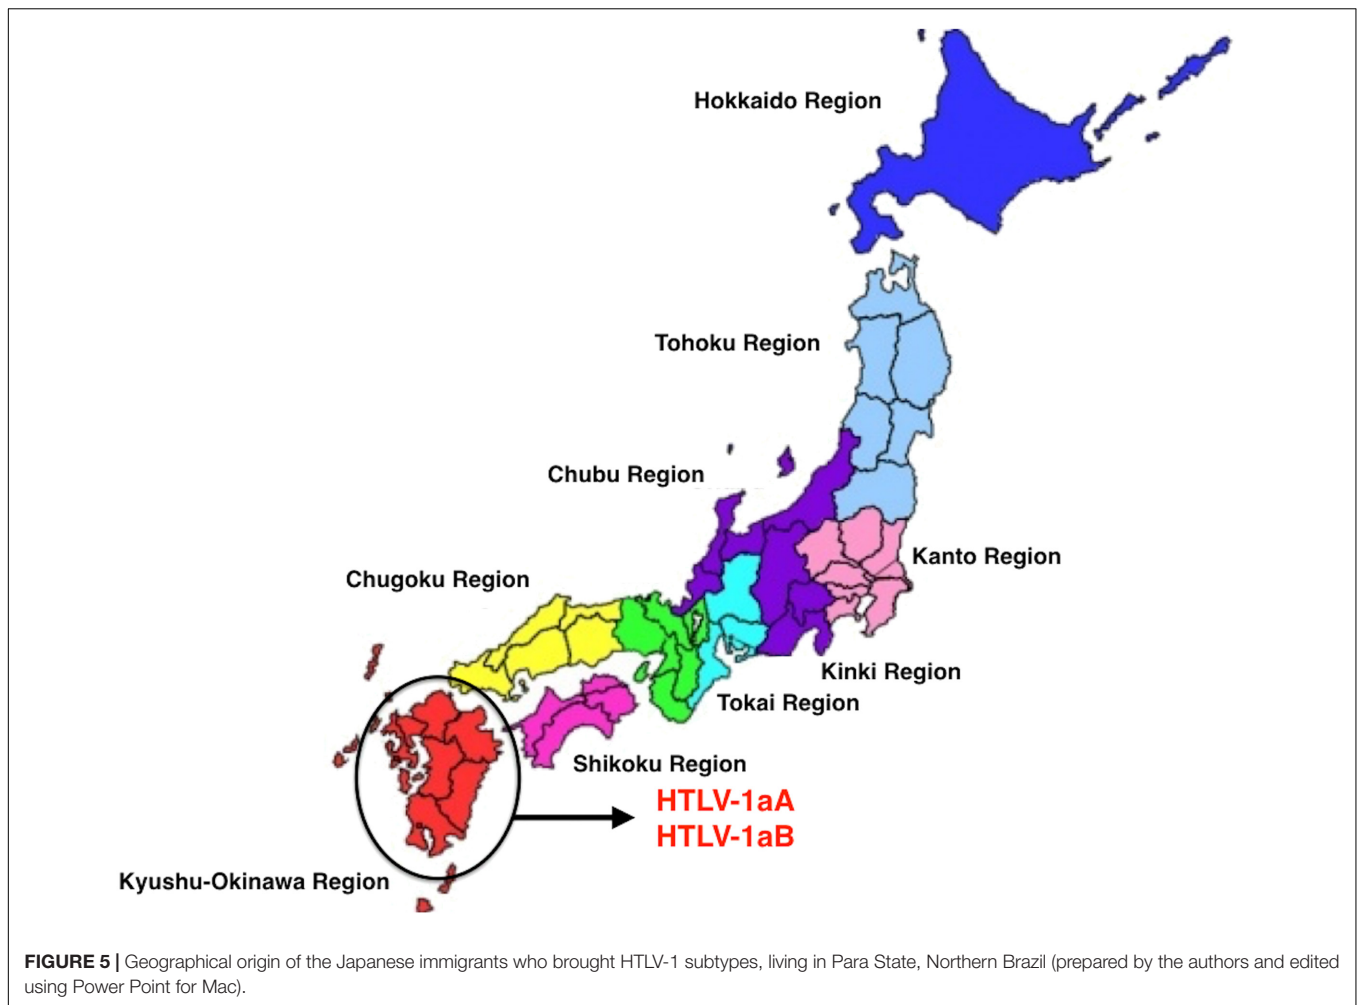 Hokkaido Region
Tohoku Region
Chubu Region
Kanto Region
Chugoku Region
Kinki Region
Tokai Region
Shikoku Region
HTLV-1aA
HTLV-1aB
Kyushu-Okinawa Region
FIGURE 5 | Geographical origin of the Japanese immigrants who brought HTLV-1 subtypes, living in Para State, Northern Brazil (prepared by the authors and edited
using Power Point for Mac).